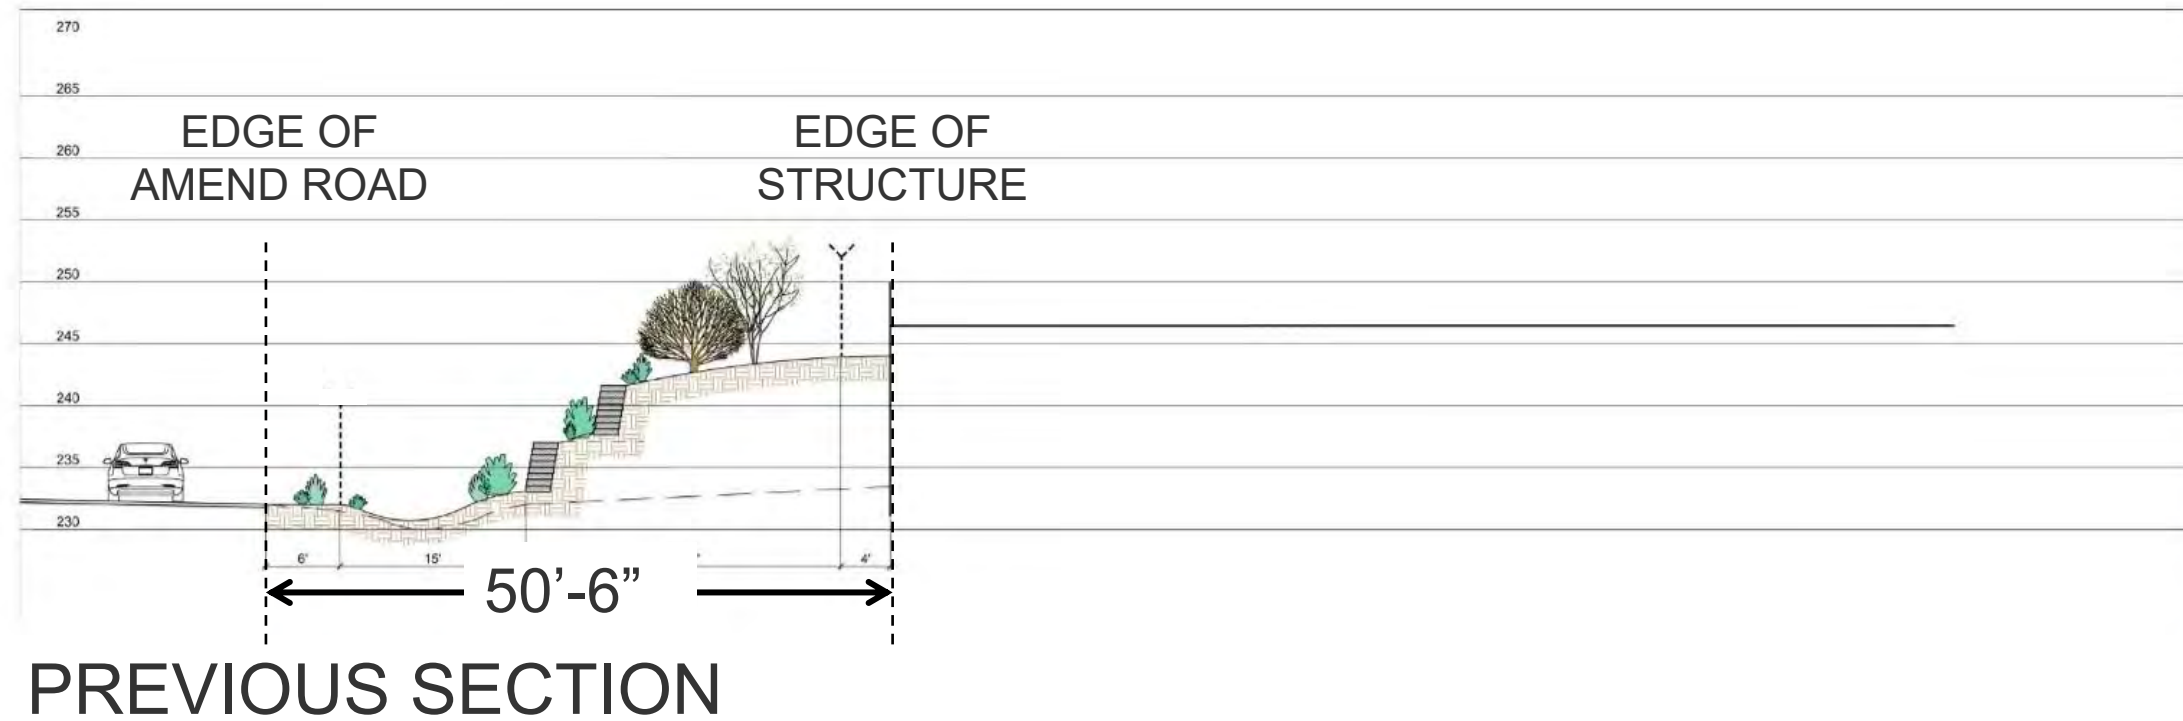 270
265
EDGE OF
AMEND ROAD
EDGE OF
STRUCTURE
260
255
250
245
240
235
230
6'
15'
4'
50’-6”
PREVIOUS SECTION